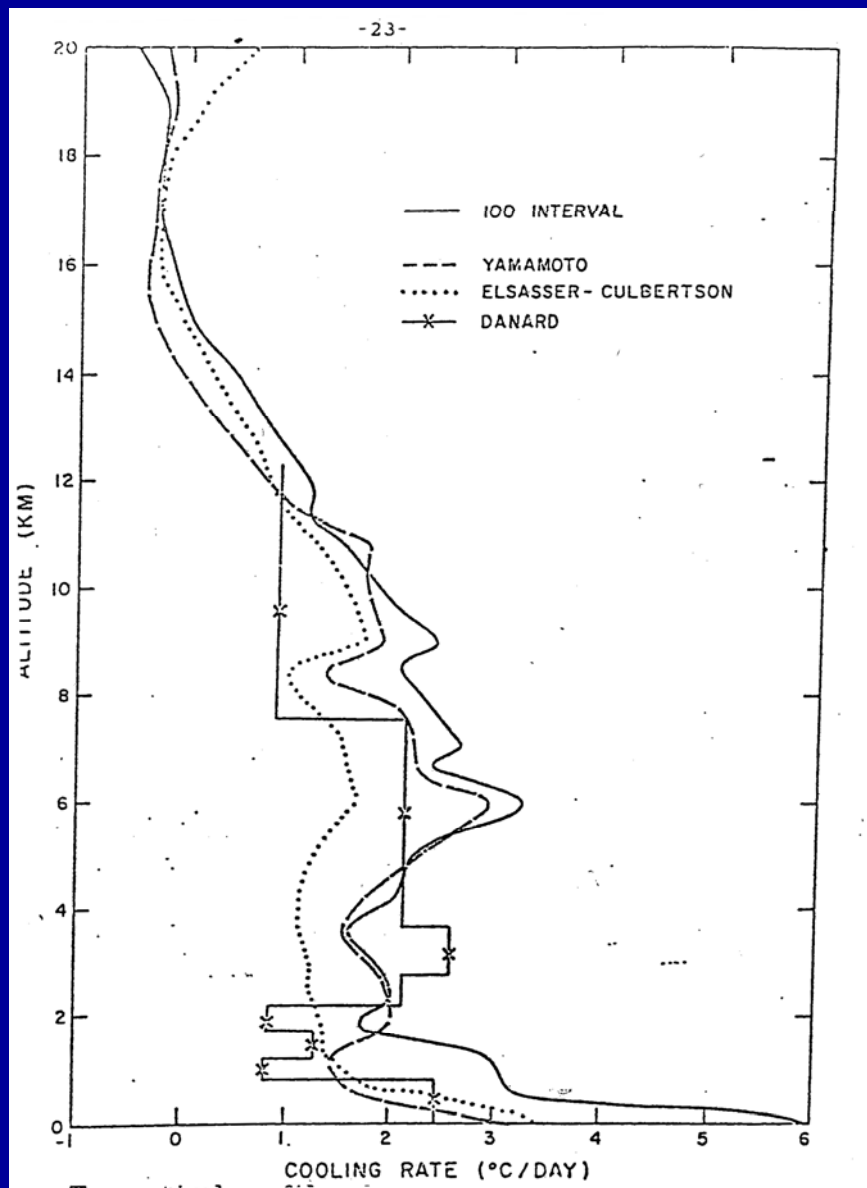 -23-
20
18
16
14
12
10
8
6
4
2
0
ALTITUDE (KM)
100 INTERVAL
YAMAMOTO
ELSASSER-CULBERTSON
DANARD
-1 0 1. 2 3 4 5 6
COOLING RATE (°C/DAY)